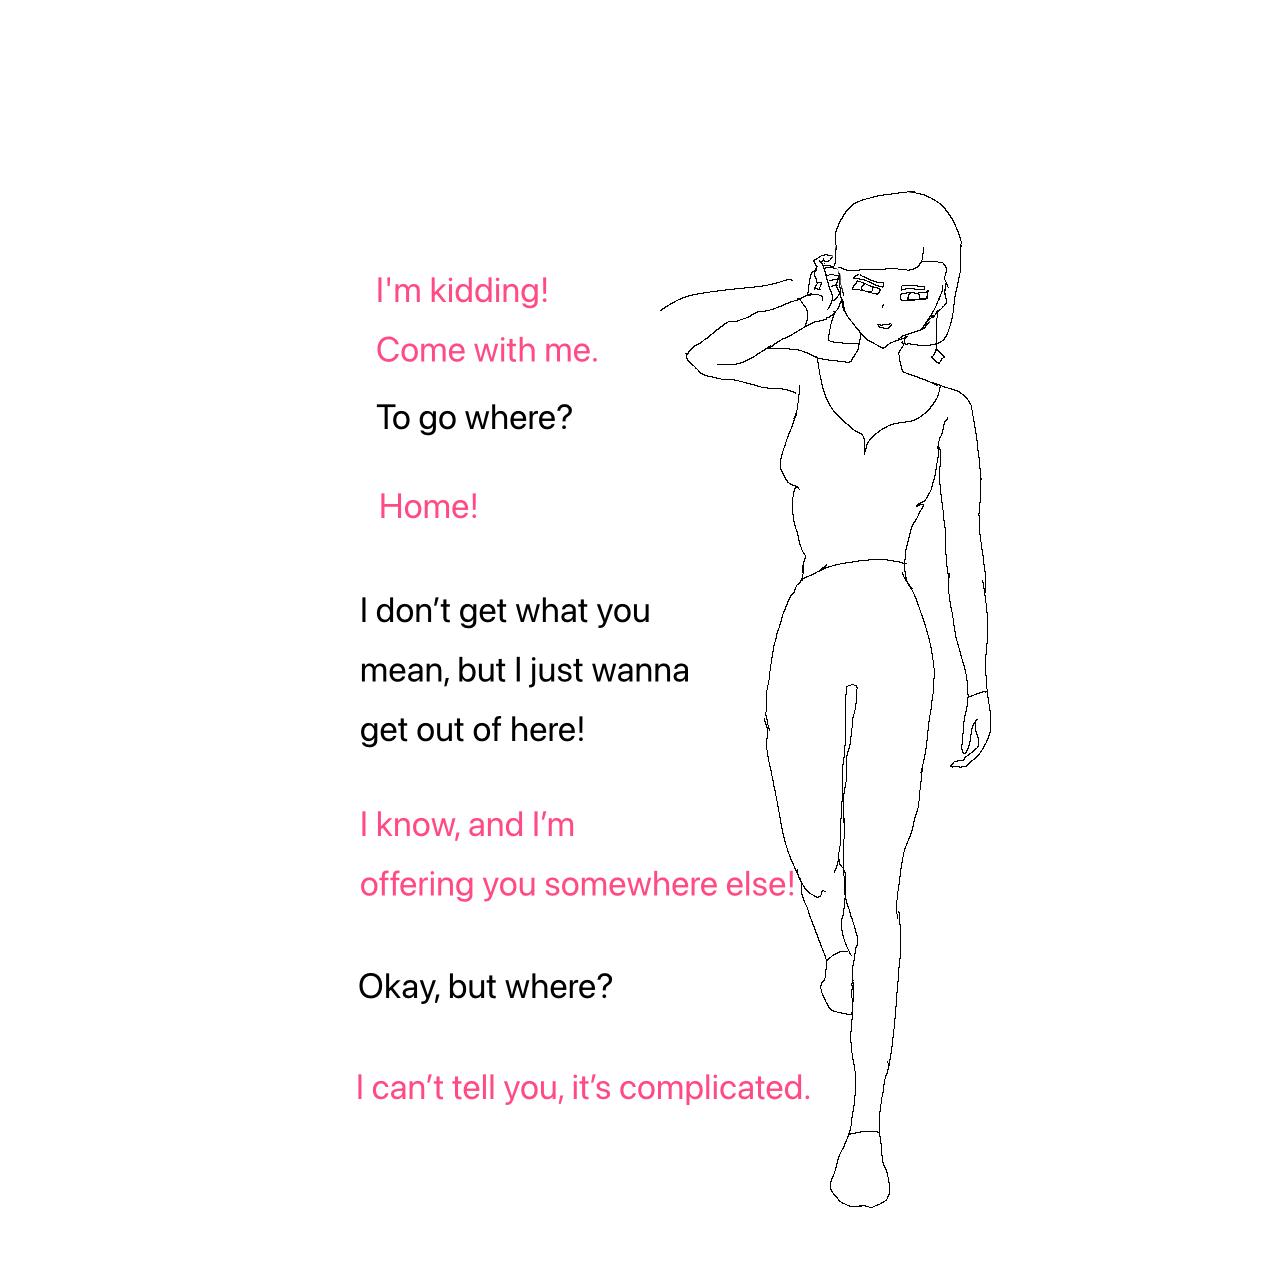 I'm kidding!
Come with me.
To go where?
Home!
I don’t get what you
mean, but I just wanna
get out of here!
I know, and I’m
offering you somewhere else!
Okay, but where?
I can’t tell you, it’s complicated.